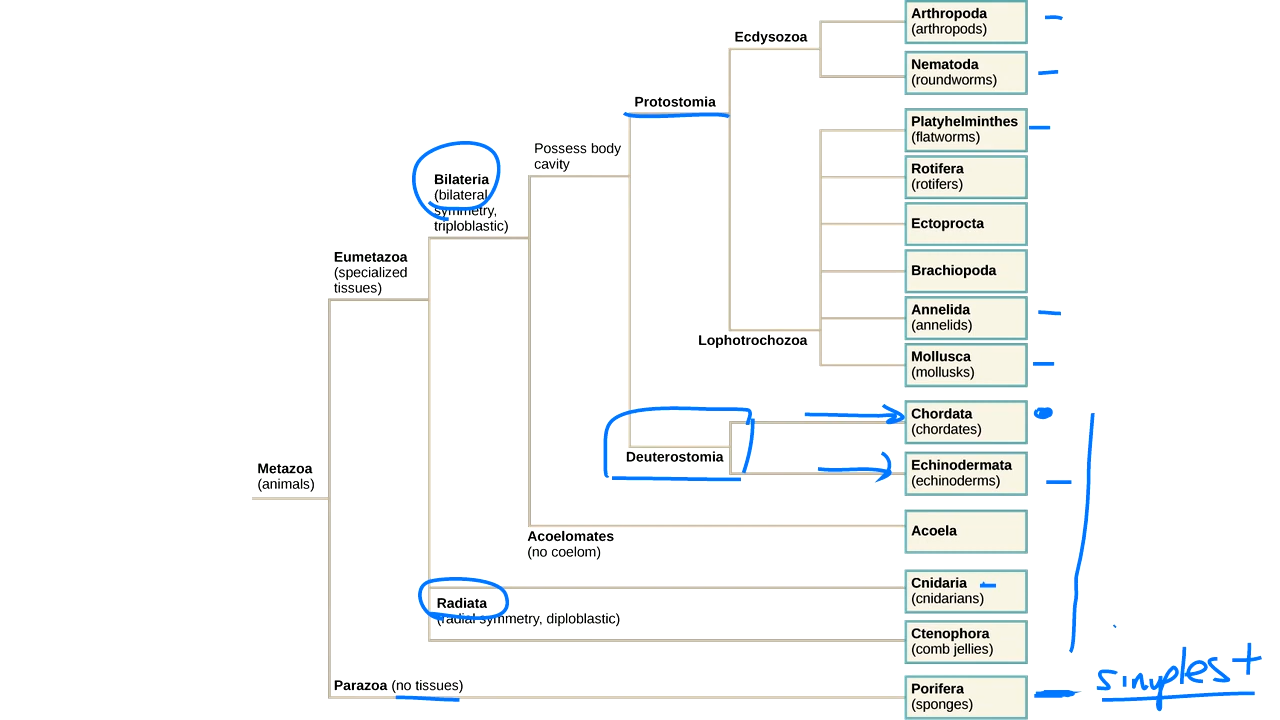 Arthropoda
(arthropods)
Ecdysozoa
Nematoda
(roundworms)
Protostomia
Platyhelminthes
(flatworms)
Possess body
cavity
Rotifera
(rotifers)
Bilateria
(bilateral
symmetry,
triploblastic)
Ectoprocta
Eumetazoa
(specialized
tissues)
Brachiopoda
Annelida
(annelids)
Lophotrochozoa
Mollusca
(mollusks)
Chordata
(chordates)
Deuterostomia
Echinodermata
(echinoderms)
Metazoa
(animals)
Acoelomates
(no coelom)
Acoela
Cnidaria
(cnidarians)
Radiata
(radial symmetry, diploblastic)
Ctenophora
(comb jellies)
Parazoa (no tissues)
Porifera
(sponges)
simplest